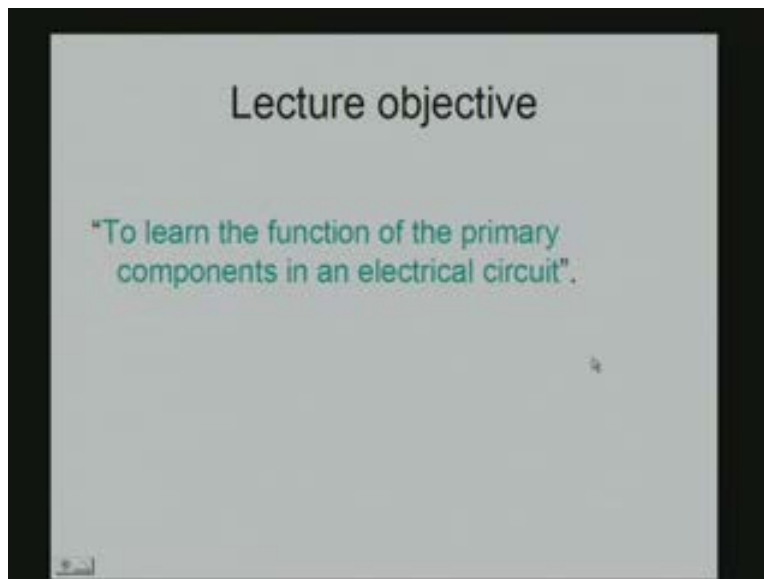 Lecture objective
“To learn the function of the primary
components in an electrical circuit”.